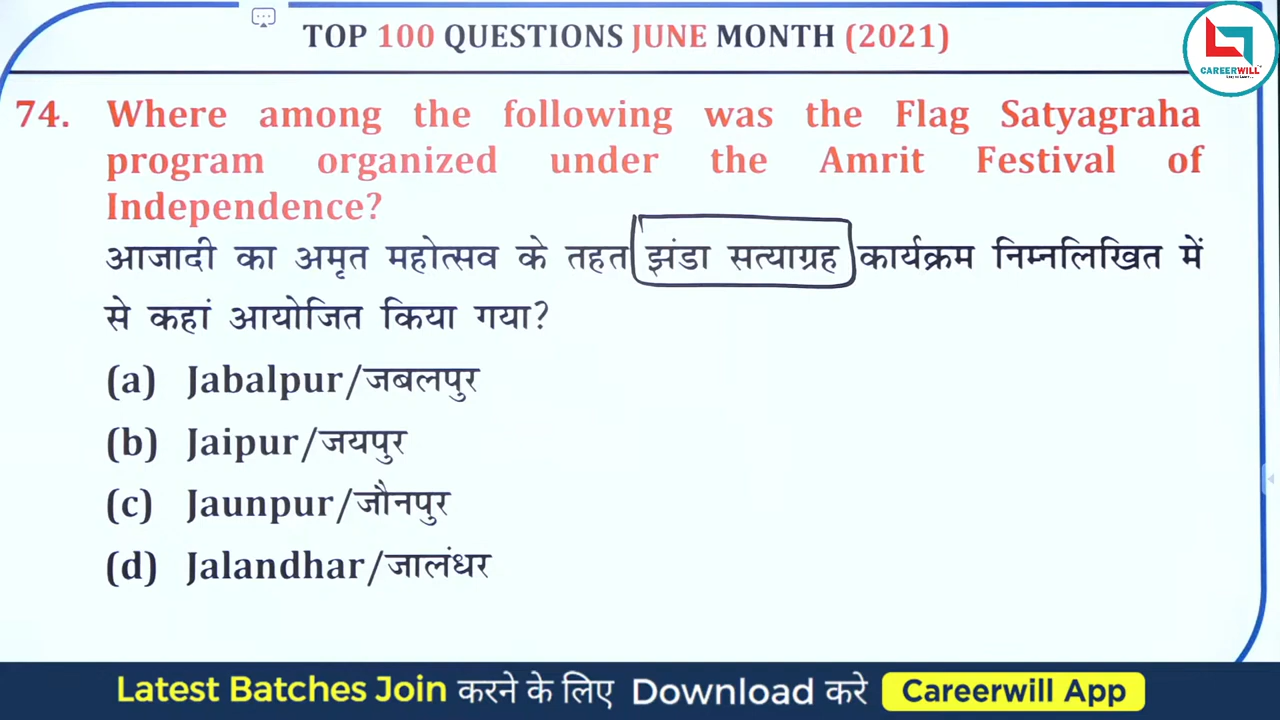 TOP 100 QUESTIONS JUNE MONTH (2021)
CAREERWILL
74. Where among the following was the Flag Satyagraha
program organized under the Amrit Festival of
Independence?
आजादी का अमृत महोत्सव के तहत झंडा सत्याग्रह कार्यक्रम निम्नलिखित में
से कहां आयोजित किया गया?
(a) Jabalpur/जबलपुर
(b) Jaipur/जयपुर
(c) Jaunpur/जौनपुर
(d) Jalandhar/जालंधर
Latest Batches Join करने के लिए Download करे Careerwill App